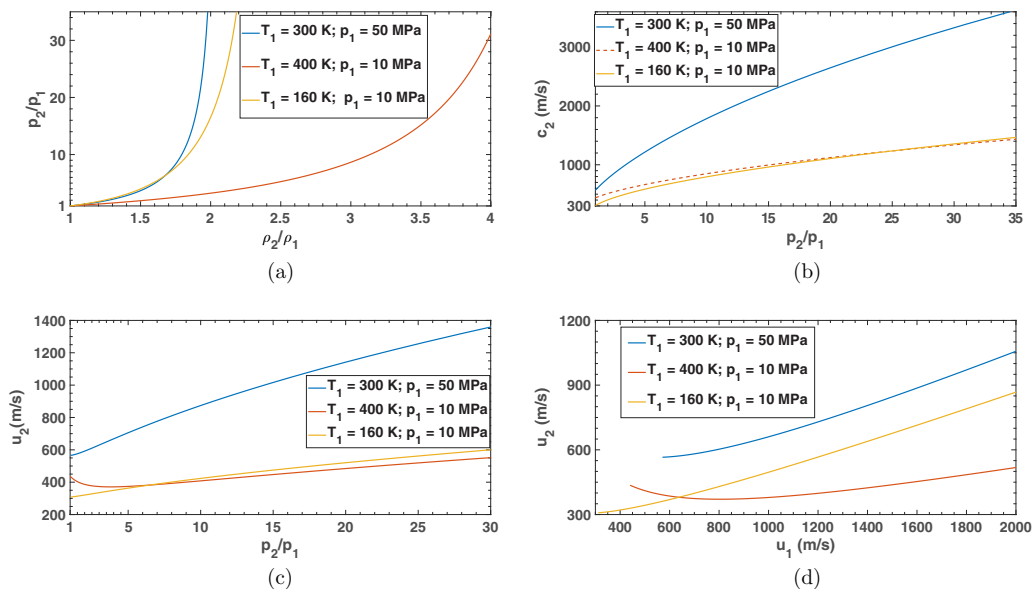 T₁ = 300 K; p₁ = 50 MPa
T₁ = 400 K; p₁ = 10 MPa
T₁ = 160 K; p₁ = 10 MPa
30
20
10
1
p₂/p₁
1
1.5
2
2.5
3
3.5
4
ρ₂/ρ₁
(a)
T₁ = 300 K; p₁ = 50 MPa
T₁ = 400 K; p₁ = 10 MPa
T₁ = 160 K; p₁ = 10 MPa
3000
2000
1000
300
c₂ (m/s)
5
10
15
20
25
30
35
p₂/p₁
(b)
1400
1200
1000
800
600
400
200
u₂(m/s)
T₁ = 300 K; p₁ = 50 MPa
T₁ = 400 K; p₁ = 10 MPa
T₁ = 160 K; p₁ = 10 MPa
1
5
10
15
20
25
30
p₂/p₁
(c)
1200
900
600
300
u₂ (m/s)
T₁ = 300 K; p₁ = 50 MPa
T₁ = 400 K; p₁ = 10 MPa
T₁ = 160 K; p₁ = 10 MPa
400
600
800
1000
1200
1400
1600
1800
2000
u₁ (m/s)
(d)